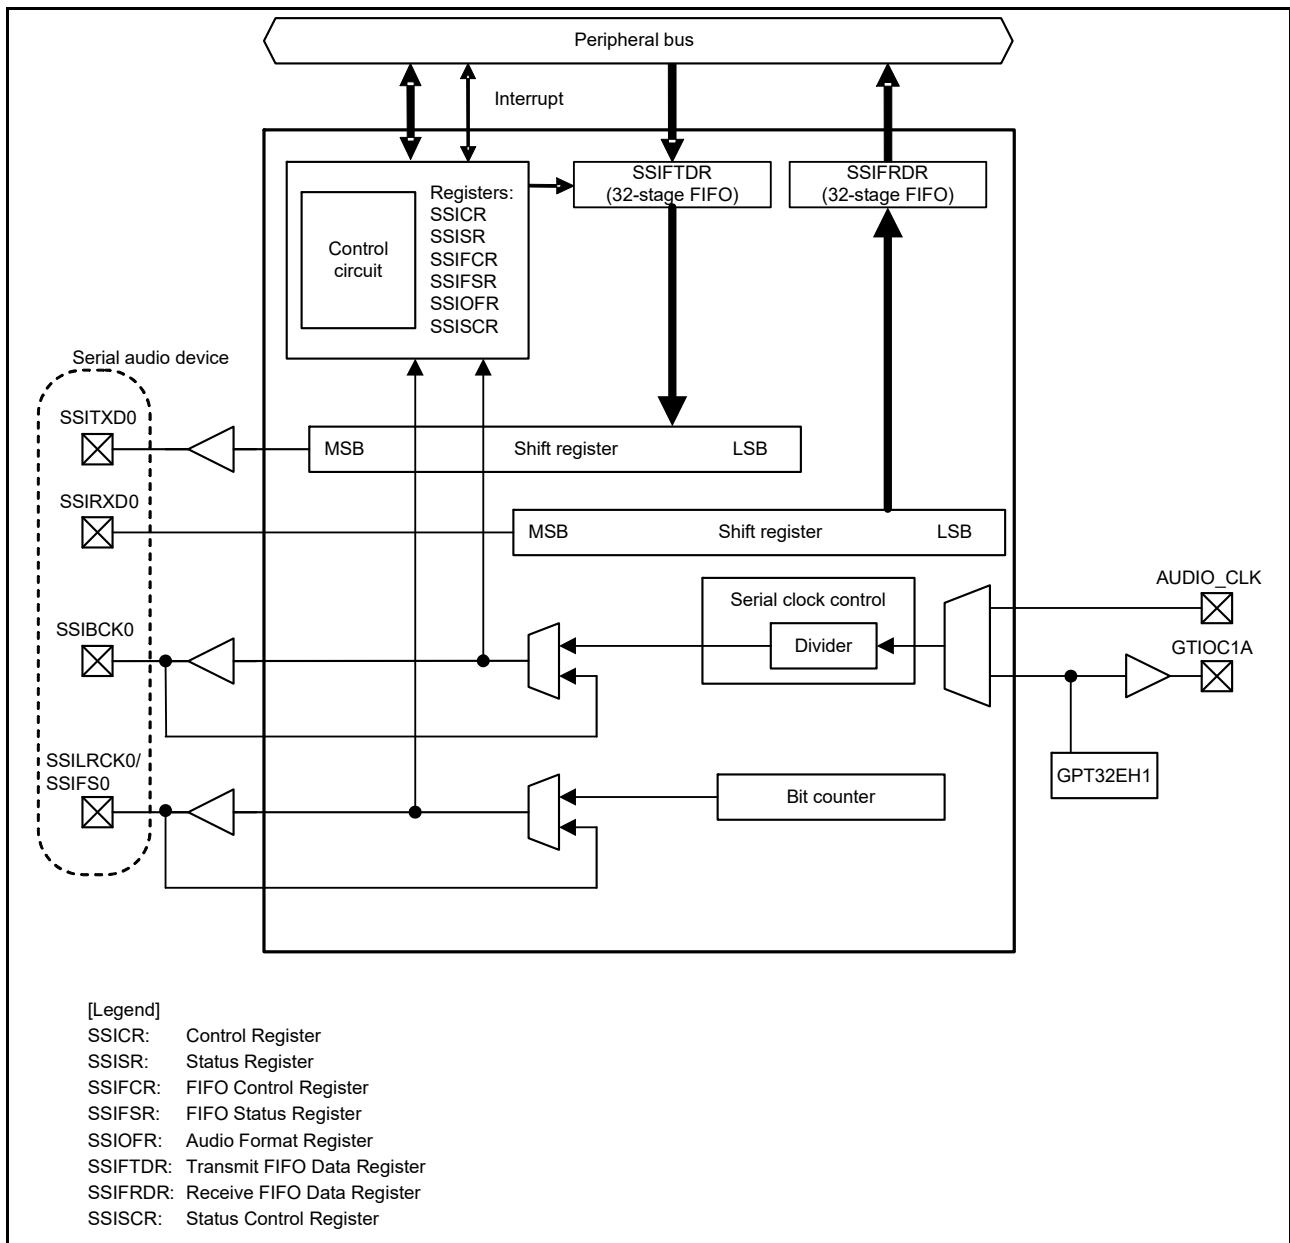 Peripheral bus
Interrupt
SSIFTDR
(32-stage FIFO)
SSIFRDR
(32-stage FIFO)
Control
circuit
Registers:
SSICR
SSISR
SSIFCR
SSIFSR
SSIOFR
SSISCR
Serial audio device
SSITXD0
MSB Shift register LSB
SSIRXD0
MSB Shift register LSB
AUDIO_CLK
Serial clock control
SSIBCK0
Divider
GTIOC1A
SSILRCK0/
SSIFS0
GPT32EH1
Bit counter
[Legend]
SSICR: Control Register
SSISR: Status Register
SSIFCR: FIFO Control Register
SSIFSR: FIFO Status Register
SSIOFR: Audio Format Register
SSIFTDR: Transmit FIFO Data Register
SSIFRDR: Receive FIFO Data Register
SSISCR: Status Control Register